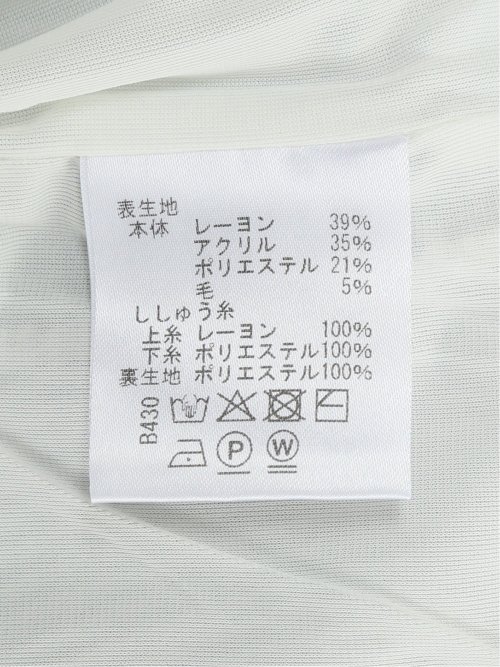 表生地
本体 レーヨン 39%
アクリル 35%
ポリエステル 21%
毛 5%
ししゅう糸
上糸 レーヨン 100%
下糸 ポリエステル100%
裏生地 ポリエステル100%
B430
P W